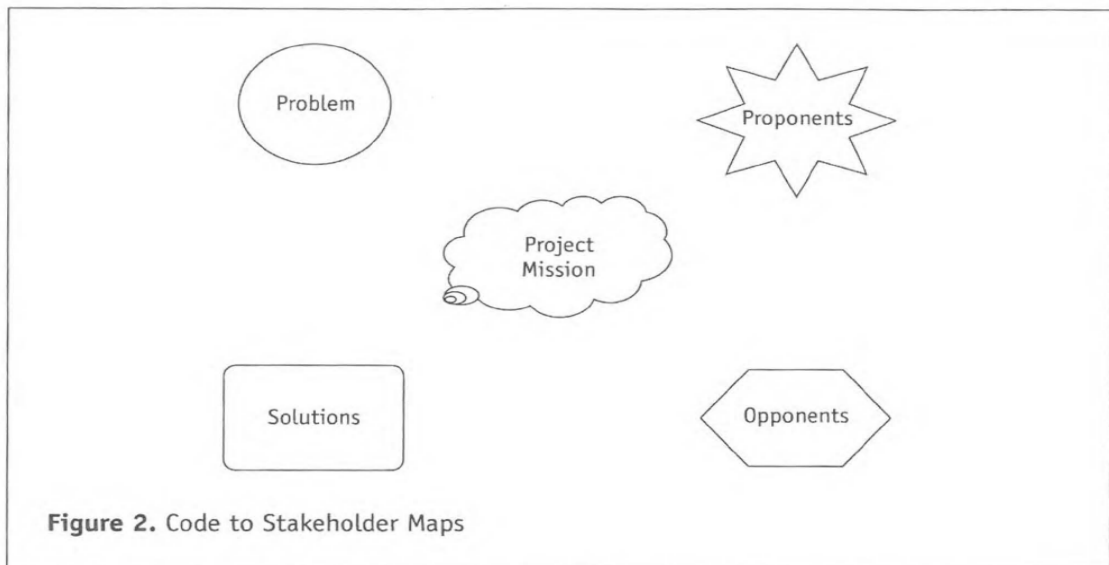 Problem
Proponents
Project
Mission
Solutions
Opponents
Figure 2. Code to Stakeholder Maps